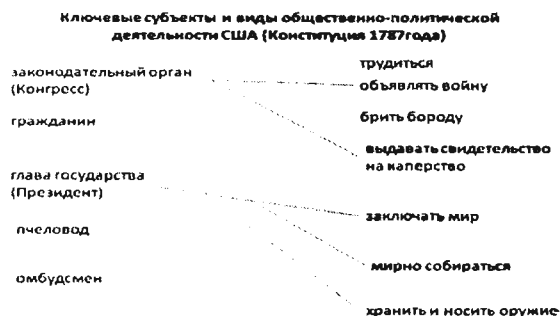 Ключевые субъекты и виды общественно-политической
деятельности США (Конституция 1787года)
законодательный орган
(Конгресс)
гражданин
глава государства
(Президент)
пчеловод
омбудсмен
трудиться
объявлять войну
брить бороду
выдавать свидетельство
на каперство
заключать мир
мирно собираться
хранить и носить оружие